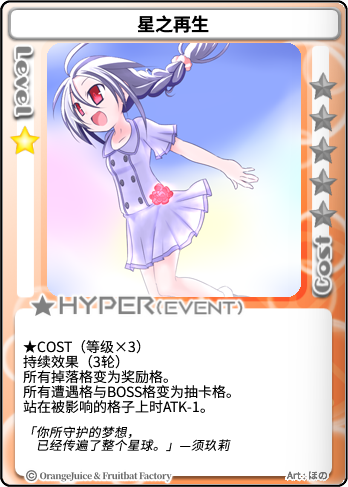 星之再生
Level
Cost
★HYPER(EVENT)
★COST（等级×3）
持续效果（3轮）
所有掉落格变为奖励格。
所有遭遇格与BOSS格变为抽卡格。
站在被影响的格子上时ATK-1。
「你所守护的梦想，
已经传遍了整个星球。」—须玖莉
© OrangeJuice & Fruitbat Factory
Art : ほの